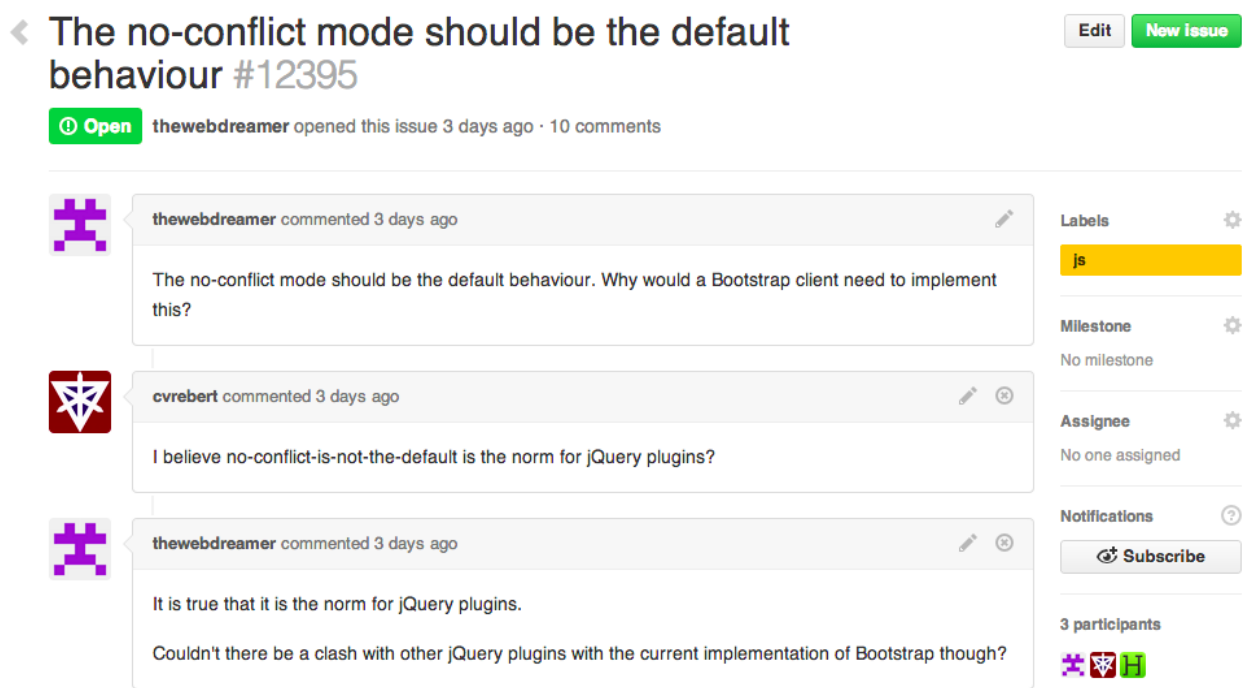 The no-conflict mode should be the default
behaviour #12395
Edit
New issue
Open thewebdreamer opened this issue 3 days ago · 10 comments
thewebdreamer commented 3 days ago
The no-conflict mode should be the default behaviour. Why would a Bootstrap client need to implement
this?
cvrebert commented 3 days ago
I believe no-conflict-is-not-the-default is the norm for jQuery plugins?
thewebdreamer commented 3 days ago
It is true that it is the norm for jQuery plugins.
Couldn't there be a clash with other jQuery plugins with the current implementation of Bootstrap though?
Labels
js
Milestone
No milestone
Assignee
No one assigned
Notifications
Subscribe
3 participants